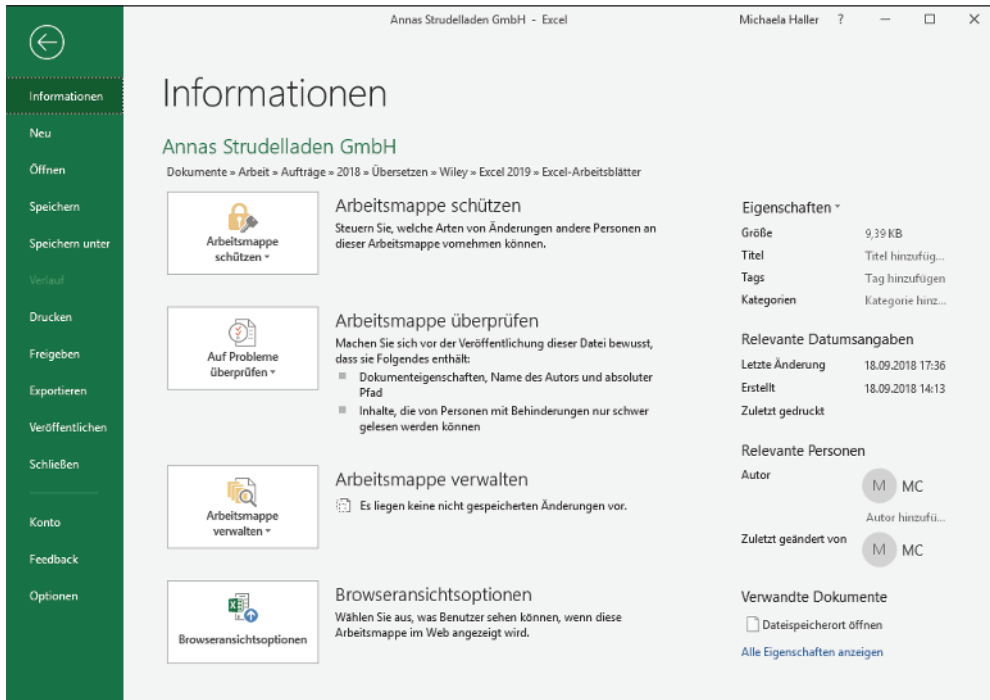 Annas Strudelladen GmbH - Excel
Michaela Haller ?
Informationen
Neu
Öffnen
Speichern
Speichern unter
Verlauf
Drucken
Freigeben
Exportieren
Veröffentlichen
Schließen
Konto
Feedback
Optionen
Informationen
Annas Strudelladen GmbH
Dokumente » Arbeit » Aufträge » 2018 » Übersetzen » Wiley » Excel 2019 » Excel-Arbeitsblätter
Arbeitsmappe
schützen
Arbeitsmappe schützen
Steuern Sie, welche Arten von Änderungen andere Personen an
dieser Arbeitsmappe vornehmen können.
Auf Probleme
überprüfen
Arbeitsmappe überprüfen
Machen Sie sich vor der Veröffentlichung dieser Datei bewusst,
dass sie Folgendes enthält:
Dokumenteigenschaften, Name des Autors und absoluter
Pfad
Inhalte, die von Personen mit Behinderungen nur schwer
gelesen werden können
Arbeitsmappe
verwalten
Arbeitsmappe verwalten
Es liegen keine nicht gespeicherten Änderungen vor.
Browseransichtsoptionen
Browseransichtsoptionen
Wählen Sie aus, was Benutzer sehen können, wenn diese
Arbeitsmappe im Web angezeigt wird.
Eigenschaften
Größe 9,39 KB
Titel Titel hinzufüg...
Tags Tag hinzufügen
Kategorien Kategorie hinz...
Relevante Datumsangaben
Letzte Änderung 18.09.2018 17:36
Erstellt 18.09.2018 14:13
Zuletzt gedruckt
Relevante Personen
Autor M MC
Autor hinzufü...
Zuletzt geändert von M MC
Verwandte Dokumente
Dateispeicherort öffnen
Alle Eigenschaften anzeigen